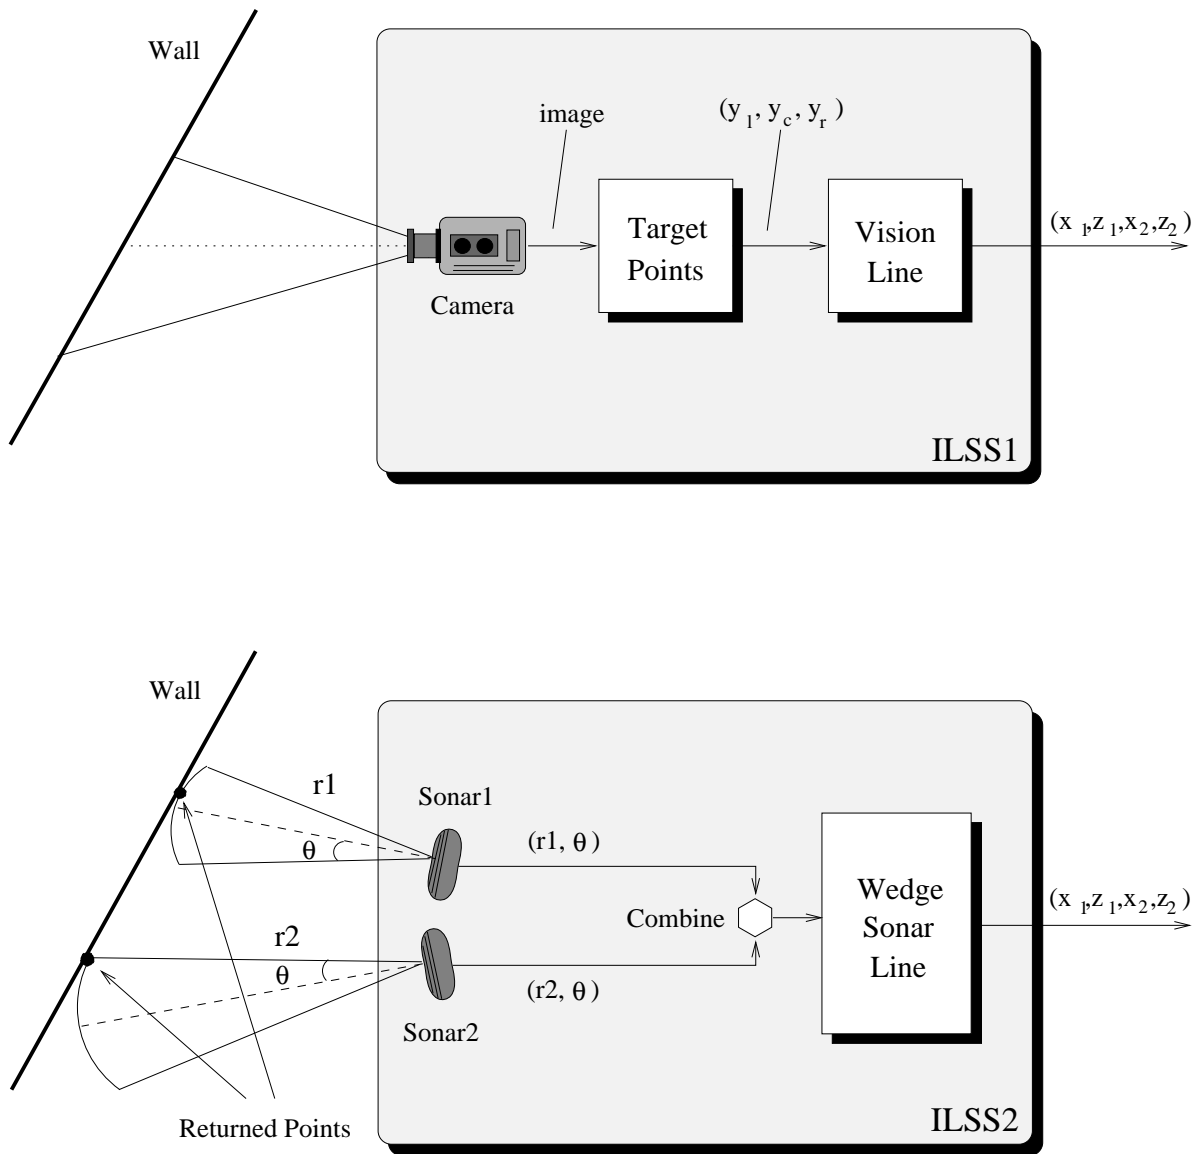 Wall
image
(y_l, y_c, y_r)
Target
Points
Vision
Line
(x_1,z_1,x_2,z_2)
Camera
ILSS1
Wall
r1
Sonar1
θ
(r1, θ)
Combine
Wedge
Sonar
Line
(x_1,z_1,x_2,z_2)
r2
θ
(r2, θ)
Sonar2
Returned Points
ILSS2